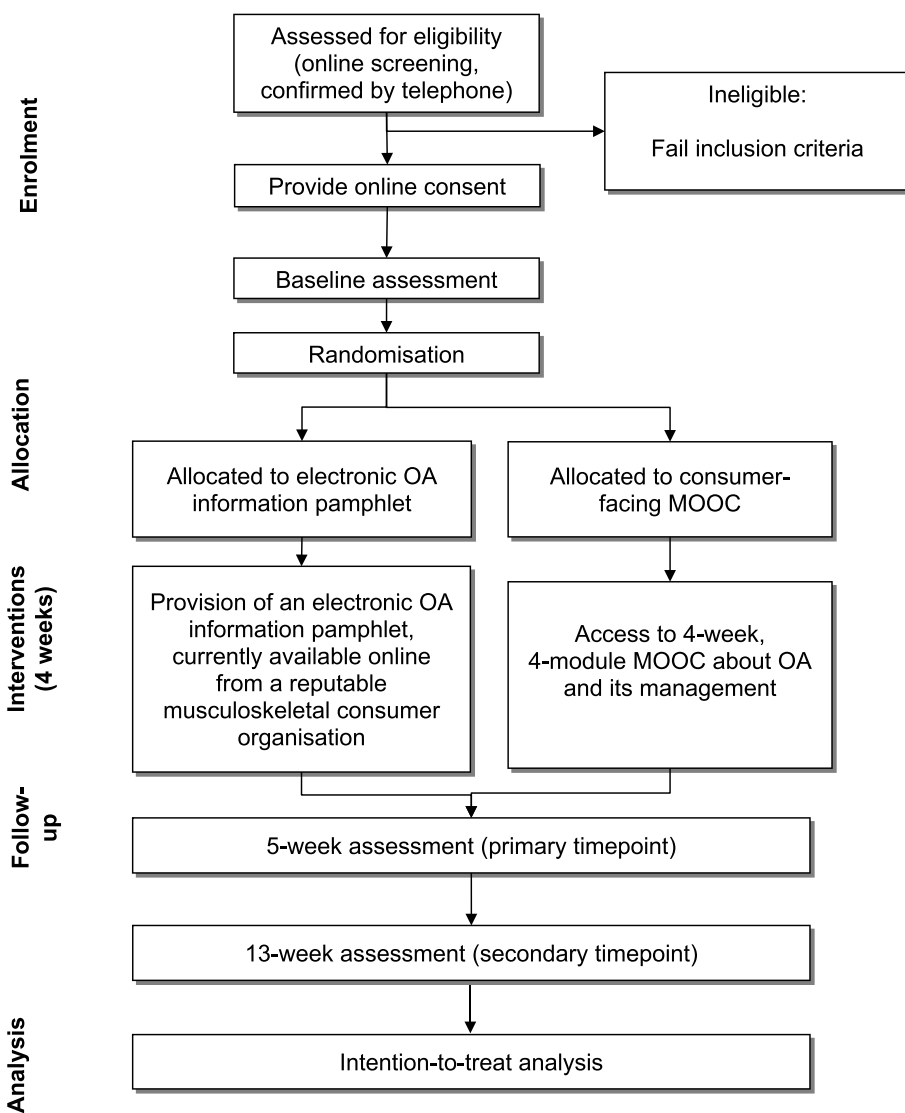 Enrolment
Assessed for eligibility
(online screening,
confirmed by telephone)
Ineligible:
Fail inclusion criteria
Provide online consent
Baseline assessment
Randomisation
Allocation
Allocated to electronic OA
information pamphlet
Allocated to consumer-
facing MOOC
Interventions
(4 weeks)
Provision of an electronic OA
information pamphlet,
currently available online
from a reputable
musculoskeletal consumer
organisation
Access to 4-week,
4-module MOOC about OA
and its management
Follow-
up
5-week assessment (primary timepoint)
13-week assessment (secondary timepoint)
Analysis
Intention-to-treat analysis